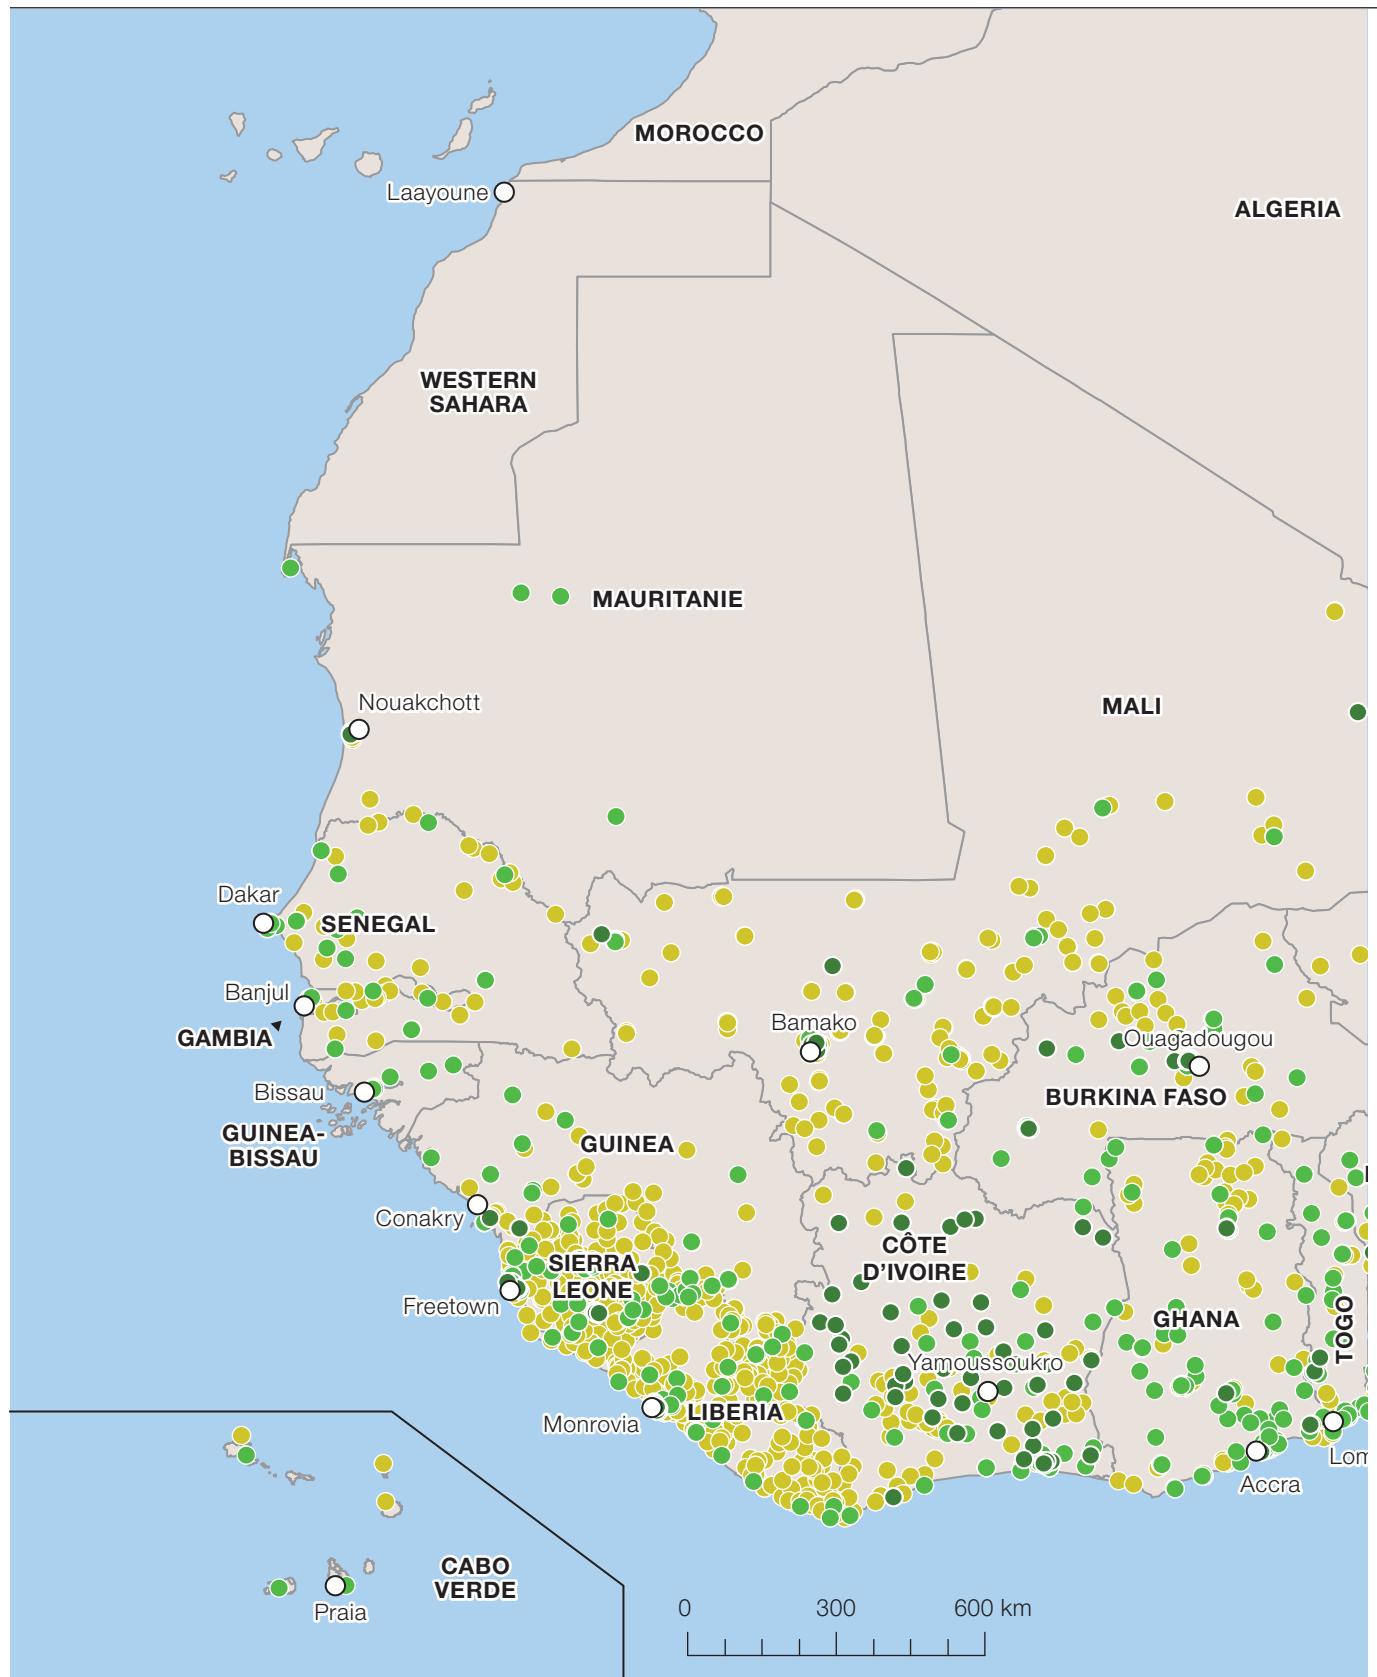 MOROCCO
Laayoune
ALGERIA
WESTERN
SAHARA
MAURITANIE
Nouakchott
MALI
Dakar
SENEGAL
Banjul
GAMBIA
Bamako
Ouagadougou
Bissau
BURKINA FASO
GUINEA-
BISSAU
GUINEA
Conakry
CÔTE
D'IVOIRE
SIERRA
LEONE
Freetown
GHANA
TOGO
Yamoussoukro
LIBERIA
Monrovia
Lom
Accra
CABO
VERDE
Praia
0 300 600 km